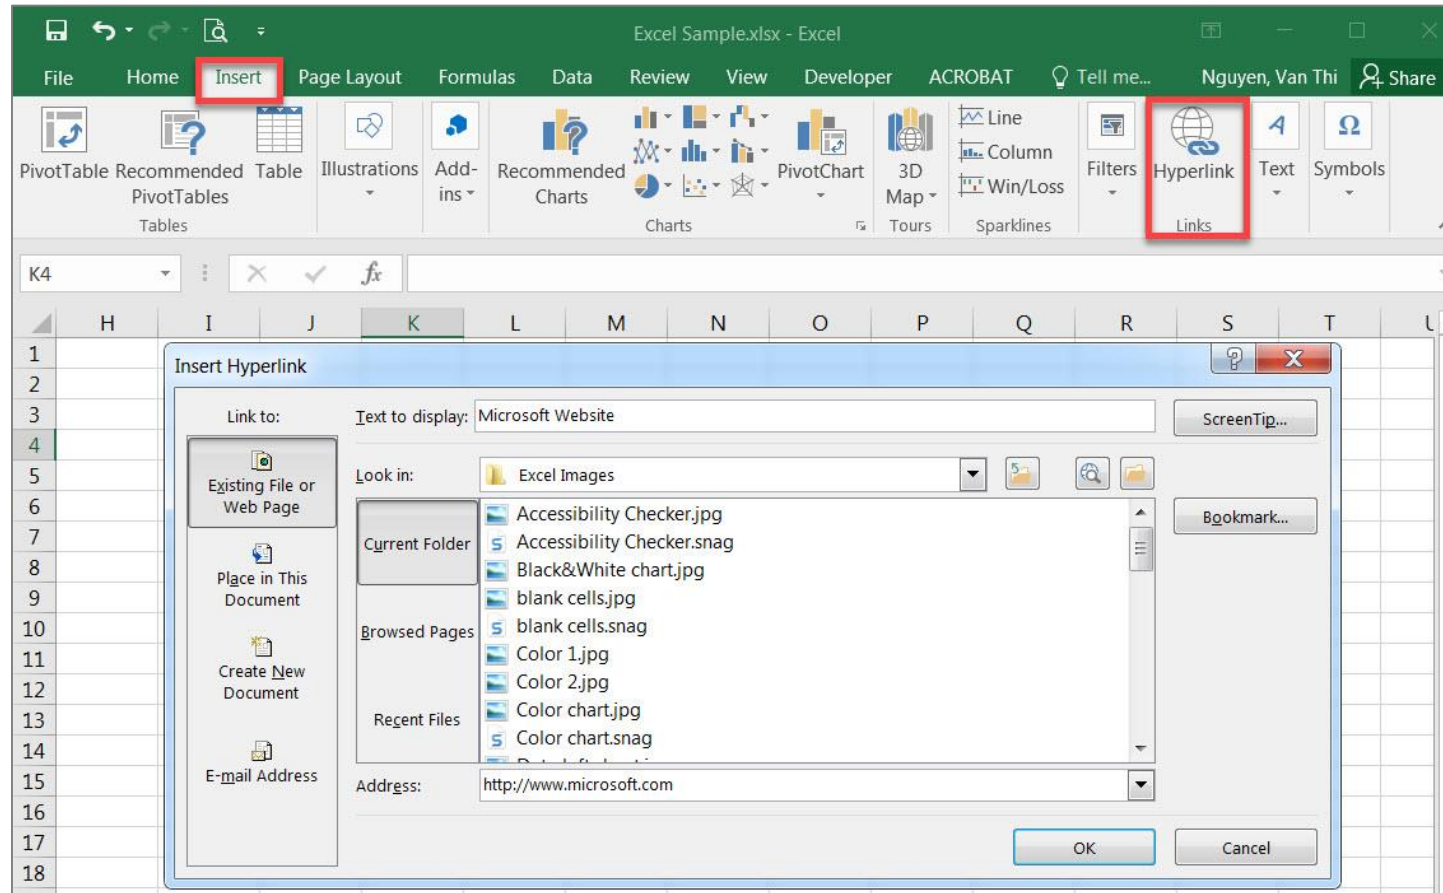 Excel Sample.xlsx - Excel
File Home Insert Page Layout Formulas Data Review View Developer ACROBAT Tell me... Nguyen, Van Thi Share
PivotTable Recommended PivotTables Table Illustrations Add-ins Recommended Charts PivotChart 3D Map Line Column Win/Loss Filters Hyperlink Text Symbols
Tables Charts Tours Sparklines Links
K4 fx
H I J K L M N O P Q R S T
1
2
3
4
5
6
7
8
9
10
11
12
13
14
15
16
17
18
Insert Hyperlink
Link to:
Existing File or
Web Page
Place in This
Document
Create New
Document
E-mail Address
Text to display: Microsoft Website
ScreenTip...
Look in: Excel Images
Bookmark...
Current Folder
Browsed Pages
Recent Files
Accessibility Checker.jpg
Accessibility Checker.snag
Black&White chart.jpg
blank cells.jpg
blank cells.snag
Color 1.jpg
Color 2.jpg
Color chart.jpg
Color chart.snag
Address: http://www.microsoft.com
OK Cancel